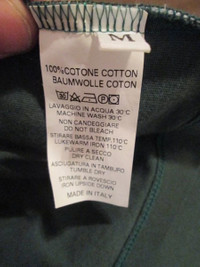 M
100%COTONE COTTON
BAUMWOLLE COTON
LAVAGGIO IN ACQUA 30°C
MACHINE WASH 30°C
NON CANDEGGIARE
DO NOT BLEACH
STIRARE BASSA TEMP.110°C
LUKEWARM IRON 110°C
PULIRE A SECCO
DRY CLEAN
ASCIUGATURA IN TAMBURO
TUMBLE DRY
STIRARE A ROVESCIO
IRON UPSIDE DOWN
MADE IN ITALY